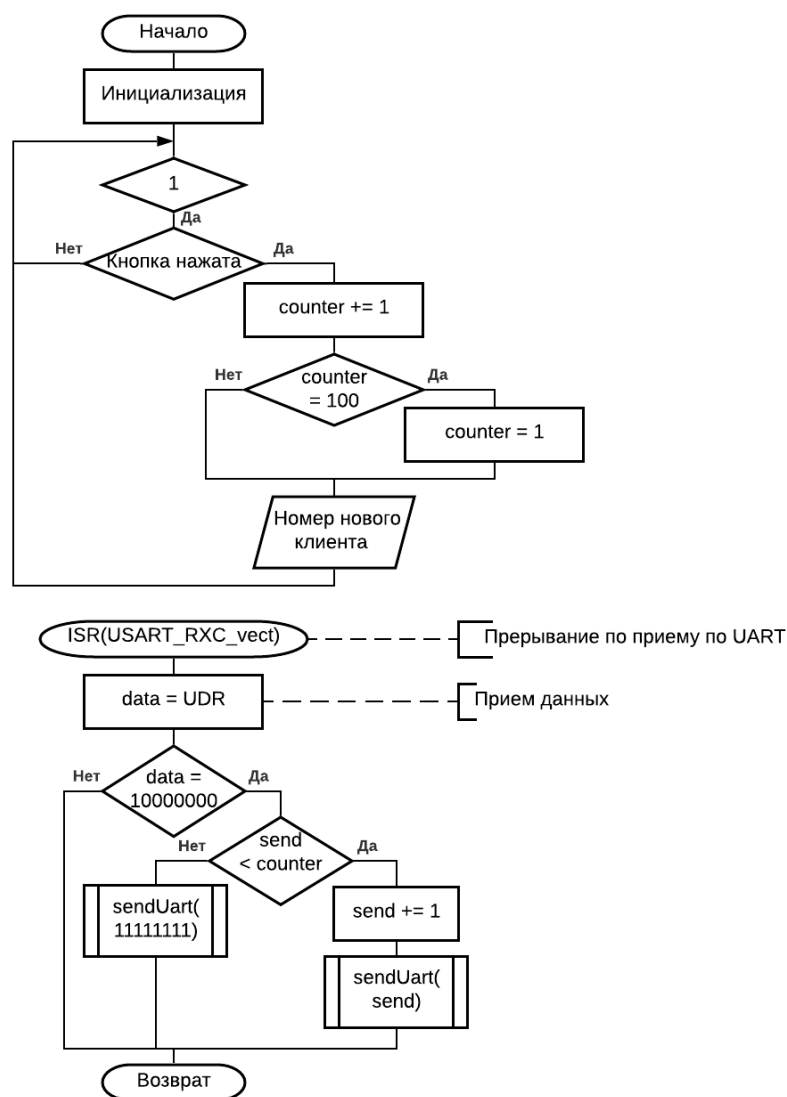 Начало
Инициализация
1
Да
Нет
Кнопка нажата
Да
counter += 1
Нет
counter
= 100
Да
counter = 1
Номер нового
клиента
ISR(USART_RXC_vect)
Прерывание по приему по UART
data = UDR
Прием данных
Нет
data =
10000000
Да
Нет
send
< counter
Да
sendUart(
11111111)
send += 1
sendUart(
send)
Возврат